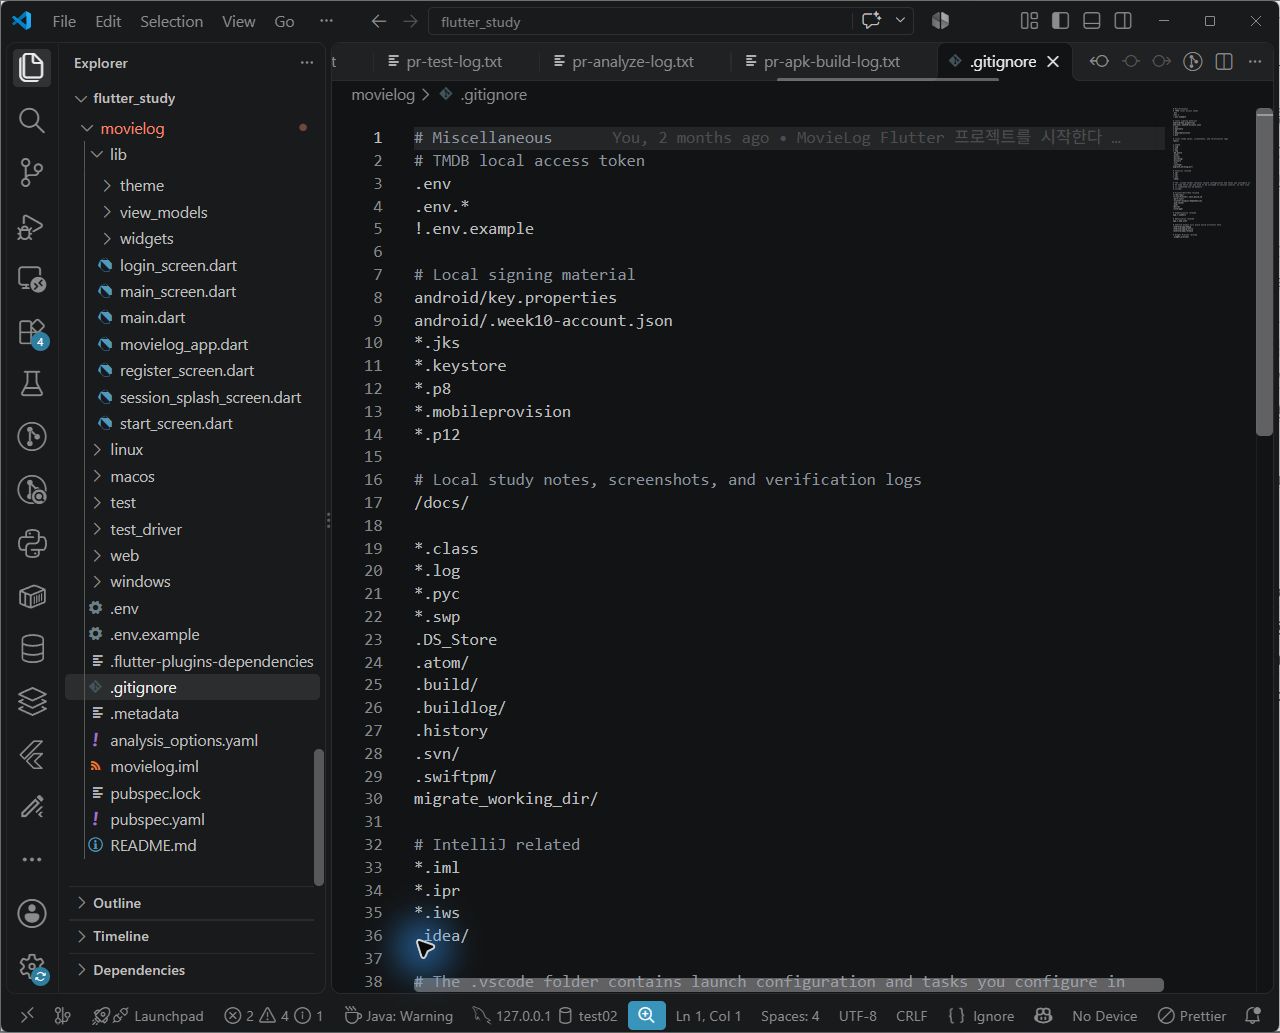 File Edit Selection View Go ··· flutter_study
Explorer ···
flutter_study
movielog
lib
theme
view_models
widgets
login_screen.dart
main_screen.dart
main.dart
movielog_app.dart
register_screen.dart
session_splash_screen.dart
start_screen.dart
linux
macos
test
test_driver
web
windows
.env
.env.example
.flutter-plugins-dependencies
.gitignore
.metadata
analysis_options.yaml
movielog.iml
pubspec.lock
pubspec.yaml
README.md
Outline
Timeline
Dependencies
4
t pr-test-log.txt pr-analyze-log.txt pr-apk-build-log.txt .gitignore
movielog > .gitignore
1 # Miscellaneous You, 2 months ago • MovieLog Flutter 프로젝트를 시작한다 …
2 # TMDB local access token
3 .env
4 .env.*
5 !.env.example
6
7 # Local signing material
8 android/key.properties
9 android/.week10-account.json
10 *.jks
11 *.keystore
12 *.p8
13 *.mobileprovision
14 *.p12
15
16 # Local study notes, screenshots, and verification logs
17 /docs/
18
19 *.class
20 *.log
21 *.pyc
22 *.swp
23 .DS_Store
24 .atom/
25 .build/
26 .buildlog/
27 .history
28 .svn/
29 .swiftpm/
30 migrate_working_dir/
31
32 # IntelliJ related
33 *.iml
34 *.ipr
35 *.iws
36 .idea/
37
38 # The .vscode folder contains launch configuration and tasks you configure in
Launchpad 2 4 1 Java: Warning 127.0.0.1 test02 Ln 1, Col 1 Spaces: 4 UTF-8 CRLF { } Ignore No Device Prettier